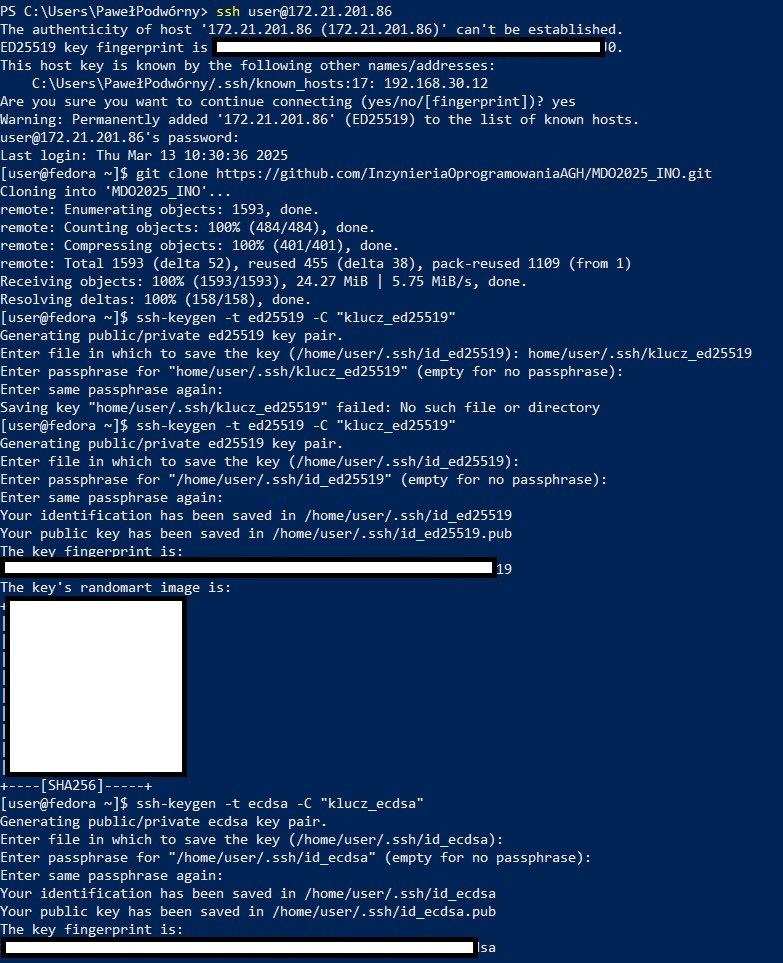 PS C:\Users\PawełPodwórny> ssh user@172.21.201.86
The authenticity of host '172.21.201.86 (172.21.201.86)' can't be established.
ED25519 key fingerprint is 0.
This host key is known by the following other names/addresses:
    C:\Users\PawełPodwórny/.ssh/known_hosts:17: 192.168.30.12
Are you sure you want to continue connecting (yes/no/[fingerprint])? yes
Warning: Permanently added '172.21.201.86' (ED25519) to the list of known hosts.
user@172.21.201.86's password:
Last login: Thu Mar 13 10:30:36 2025
[user@fedora ~]$ git clone https://github.com/InzynieriaOprogramowaniaAGH/MDO2025_INO.git
Cloning into 'MDO2025_INO'...
remote: Enumerating objects: 1593, done.
remote: Counting objects: 100% (484/484), done.
remote: Compressing objects: 100% (401/401), done.
remote: Total 1593 (delta 52), reused 455 (delta 38), pack-reused 1109 (from 1)
Receiving objects: 100% (1593/1593), 24.27 MiB | 5.75 MiB/s, done.
Resolving deltas: 100% (158/158), done.
[user@fedora ~]$ ssh-keygen -t ed25519 -C "klucz_ed25519"
Generating public/private ed25519 key pair.
Enter file in which to save the key (/home/user/.ssh/id_ed25519): home/user/.ssh/klucz_ed25519
Enter passphrase for "home/user/.ssh/klucz_ed25519" (empty for no passphrase):
Enter same passphrase again:
Saving key "home/user/.ssh/klucz_ed25519" failed: No such file or directory
[user@fedora ~]$ ssh-keygen -t ed25519 -C "klucz_ed25519"
Generating public/private ed25519 key pair.
Enter file in which to save the key (/home/user/.ssh/id_ed25519):
Enter passphrase for "/home/user/.ssh/id_ed25519" (empty for no passphrase):
Enter same passphrase again:
Your identification has been saved in /home/user/.ssh/id_ed25519
Your public key has been saved in /home/user/.ssh/id_ed25519.pub
The key fingerprint is:
19
The key's randomart image is:
+----[SHA256]-----+
[user@fedora ~]$ ssh-keygen -t ecdsa -C "klucz_ecdsa"
Generating public/private ecdsa key pair.
Enter file in which to save the key (/home/user/.ssh/id_ecdsa):
Enter passphrase for "/home/user/.ssh/id_ecdsa" (empty for no passphrase):
Enter same passphrase again:
Your identification has been saved in /home/user/.ssh/id_ecdsa
Your public key has been saved in /home/user/.ssh/id_ecdsa.pub
The key fingerprint is:
sa